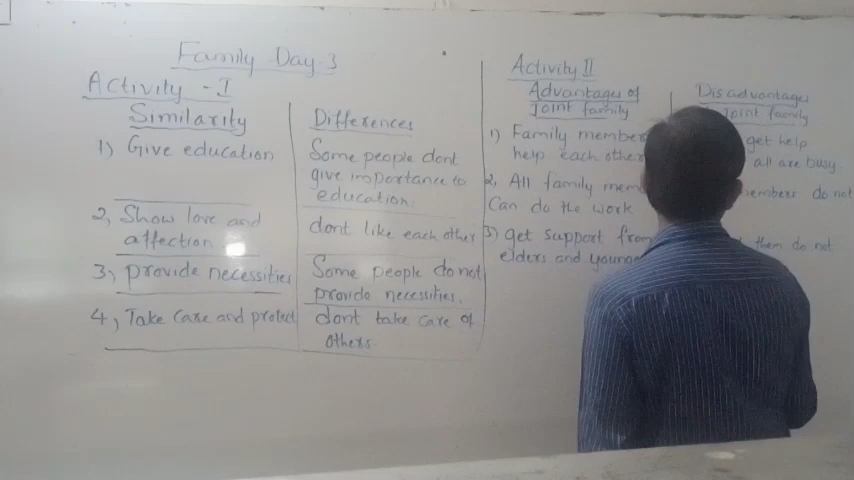 Family Day-3
Activity - I
Similarity
1) Give education
2, Show love and
affection
3, provide necessities
4, Take care and protect
Differences
Some people dont
give importance to
education.
dont like each other
Some people do not
provide necessities.
dont take care of
others.
Activity II
Advantages of
Joint family
1) Family member
help each other
2, All family mem
Can do the work
3) get support from
elders and young
Disadvantages
Joint family
get help
all are busy.
members do not
them do not